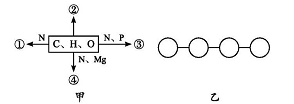 ②
① N C、H、O N、P ③
N、Mg
④
甲 乙